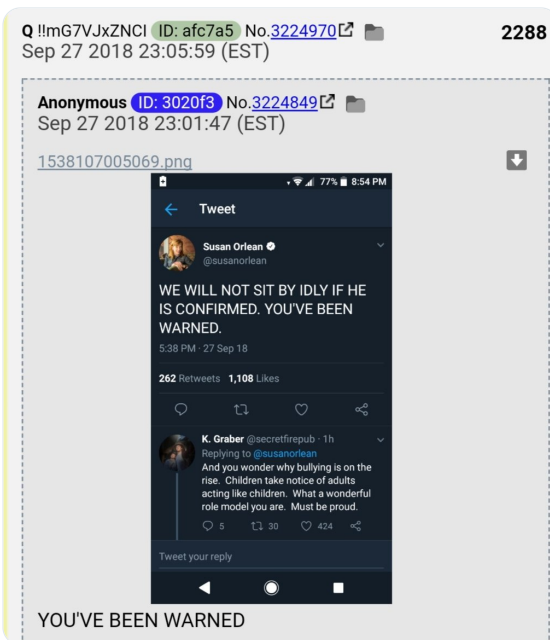 Q !!mG7VJxZNCI ID: afc7a5 No.3224970 2288
Sep 27 2018 23:05:59 (EST)
Anonymous ID: 3020f3 No.3224849
Sep 27 2018 23:01:47 (EST)
1538107005069.png
77% 8:54 PM
Tweet
Susan Orlean
@susanorlean
WE WILL NOT SIT BY IDLY IF HE
IS CONFIRMED. YOU'VE BEEN
WARNED.
5:38 PM · 27 Sep 18
262 Retweets 1,108 Likes
K. Graber @secretfirepub · 1h
Replying to @susanorlean
And you wonder why bullying is on the
rise. Children take notice of adults
acting like children. What a wonderful
role model you are. Must be proud.
5 30 424
Tweet your reply
YOU'VE BEEN WARNED